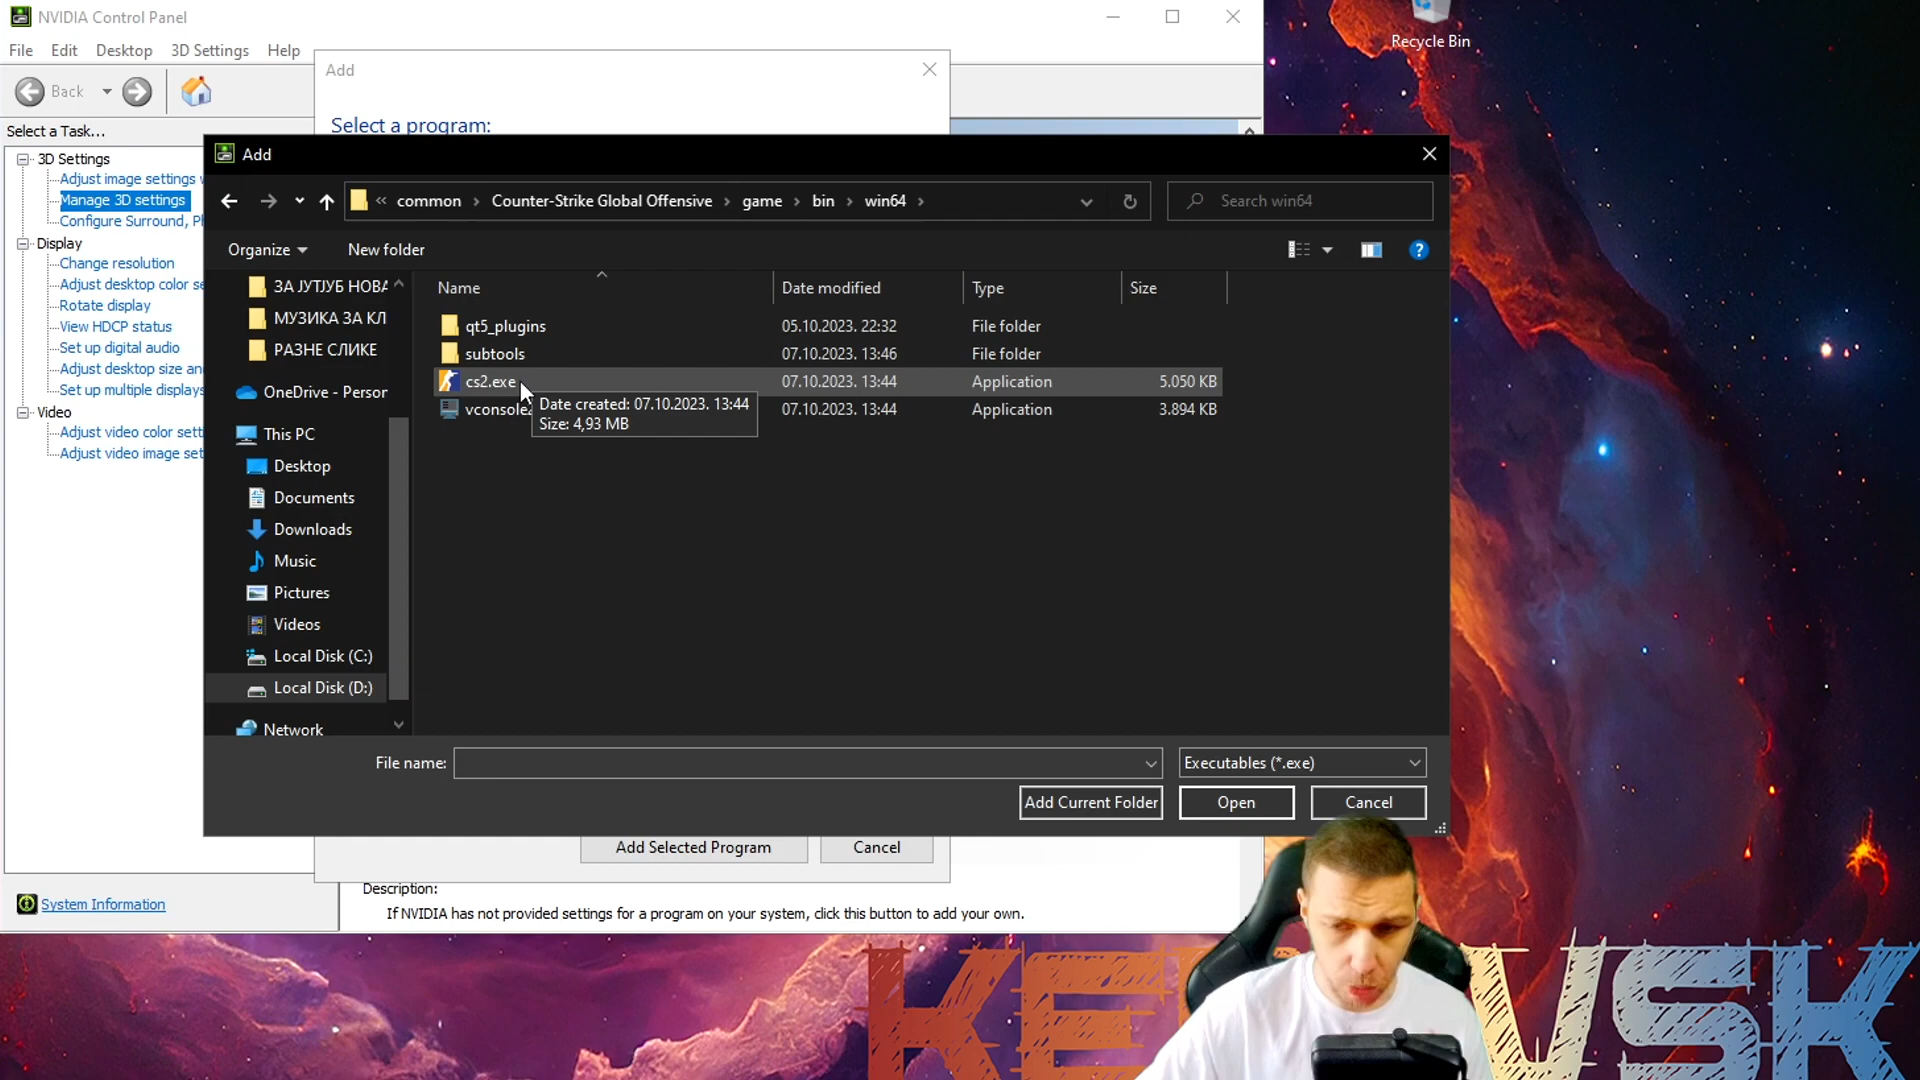 NVIDIA Control Panel
File Edit Desktop 3D Settings Help
Back
Select a Task...
3D Settings
Adjust image settings
Manage 3D settings
Configure Surround,
Display
Change resolution
Adjust desktop color
Rotate display
View HDCP status
Set up digital audio
Adjust desktop size
Set up multiple displays
Video
Adjust video color
Adjust video image
System Information
Add
Select a program:
Add
« common › Counter-Strike Global Offensive › game › bin › win64 ›
Search win64
Organize New folder
ЗА ЈУТЈУБ НОВА
МУЗИКА ЗА КЛ
РАЗНЕ СЛИКЕ
OneDrive - Person
This PC
Desktop
Documents
Downloads
Music
Pictures
Videos
Local Disk (C:)
Local Disk (D:)
Network
Name Date modified Type Size
qt5_plugins 05.10.2023. 22:32 File folder
subtools 07.10.2023. 13:46 File folder
cs2.exe 07.10.2023. 13:44 Application 5.050 KB
vconsole 07.10.2023. 13:44 Application 3.894 KB
Date created: 07.10.2023. 13:44
Size: 4,93 MB
File name:
Executables (*.exe)
Add Current Folder Open Cancel
Add Selected Program Cancel
Description:
If NVIDIA has not provided settings for a program on your system, click this button to add your own.
Recycle Bin